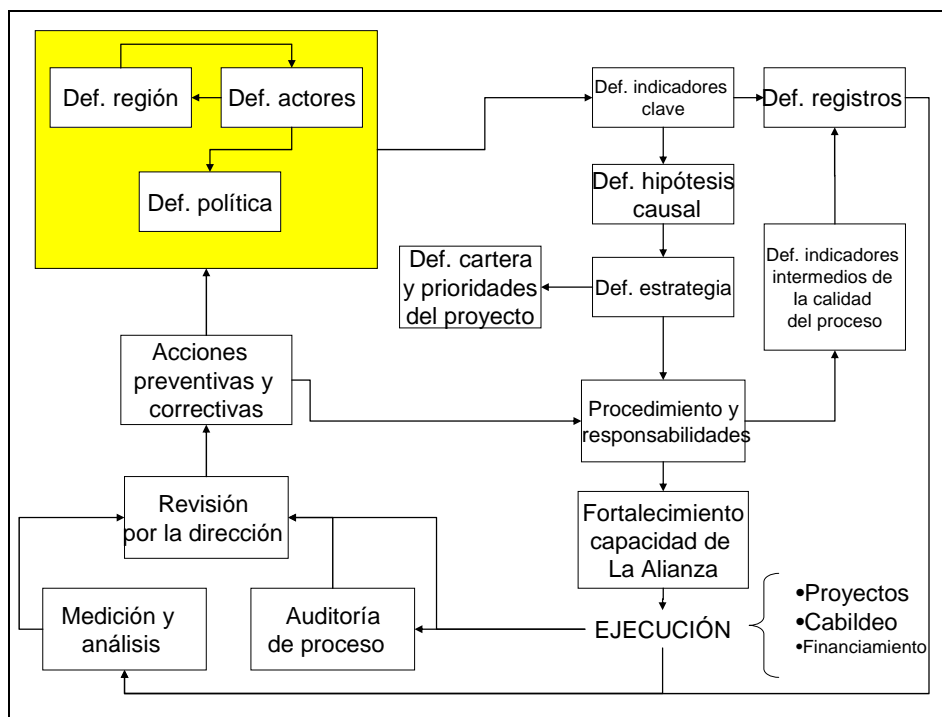 Def. región
Def. actores
Def. política
Def. indicadores
clave
Def. registros
Def. hipótesis
causal
Def. cartera
y prioridades
del proyecto
Def. estrategia
Def. indicadores
intermedios de
la calidad
del proceso
Acciones
preventivas y
correctivas
Procedimiento y
responsabilidades
Revisión
por la dirección
Fortalecimiento
capacidad de
La Alianza
Medición y
análisis
Auditoría
de proceso
EJECUCIÓN
•Proyectos
•Cabildeo
•Financiamiento